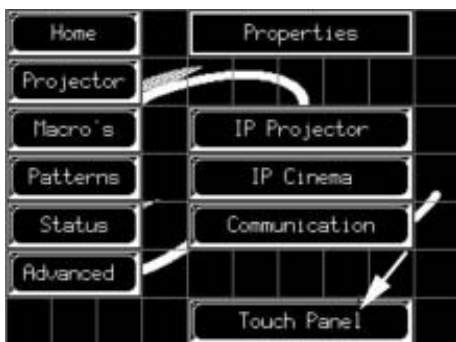 Home
Properties
Projector
Macro's
IP Projector
Patterns
IP Cinema
Status
Communication
Advanced
Touch Panel